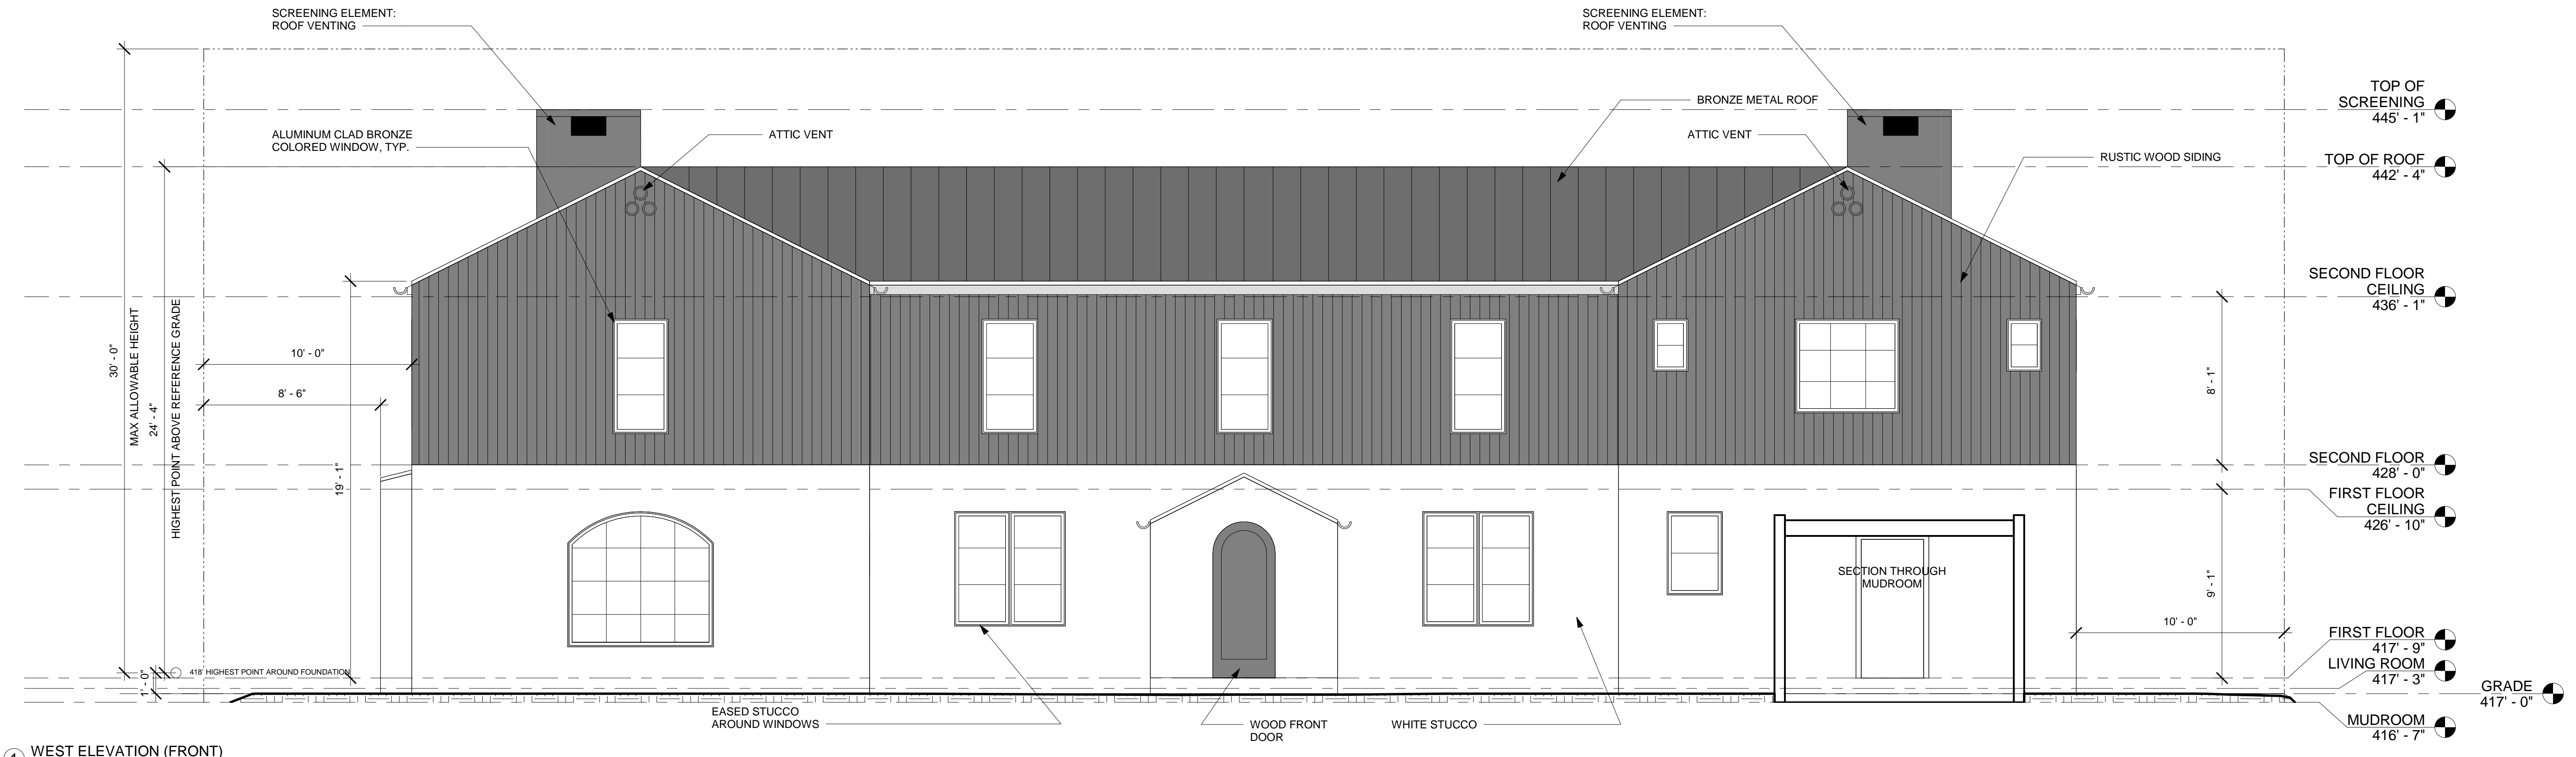 SCREENING ELEMENT:
ROOF VENTING
SCREENING ELEMENT:
ROOF VENTING
BRONZE METAL ROOF
ALUMINUM CLAD BRONZE
COLORED WINDOW, TYP.
ATTIC VENT
ATTIC VENT
RUSTIC WOOD SIDING
TOP OF
SCREENING
445' - 1"
TOP OF ROOF
442' - 4"
SECOND FLOOR
CEILING
436' - 1"
SECOND FLOOR
428' - 0"
FIRST FLOOR
CEILING
426' - 10"
FIRST FLOOR
417' - 9"
LIVING ROOM
417' - 3"
GRADE
417' - 0"
MUDROOM
416' - 7"
30' - 0"
MAX ALLOWABLE HEIGHT
24' - 4"
HIGHEST POINT ABOVE REFERENCE GRADE
10' - 0"
8' - 6"
19' - 1"
8' - 1"
9' - 1"
10' - 0"
1' - 0"
418' HIGHEST POINT AROUND FOUNDATION
SECTION THROUGH
MUDROOM
EASED STUCCO
AROUND WINDOWS
WOOD FRONT
DOOR
WHITE STUCCO
1
WEST ELEVATION (FRONT)